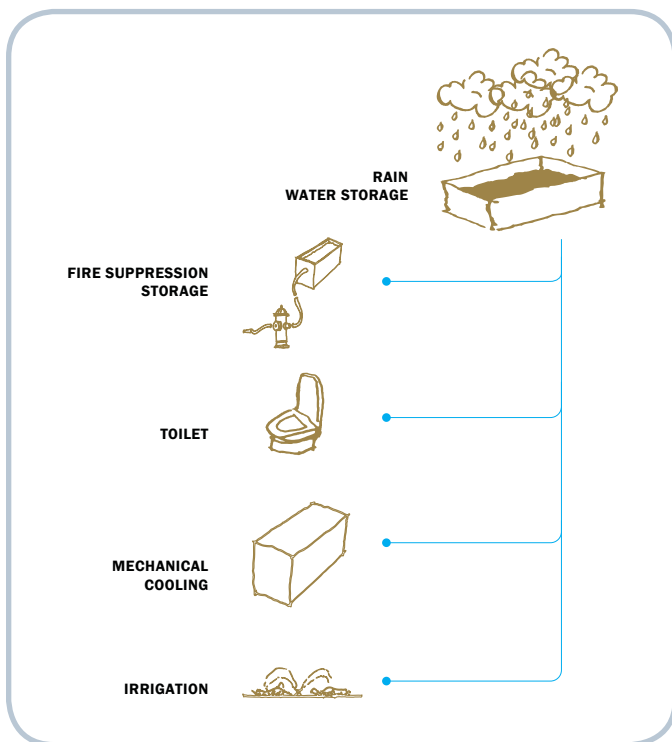 RAIN
WATER STORAGE
FIRE SUPPRESSION
STORAGE
TOILET
MECHANICAL
COOLING
IRRIGATION